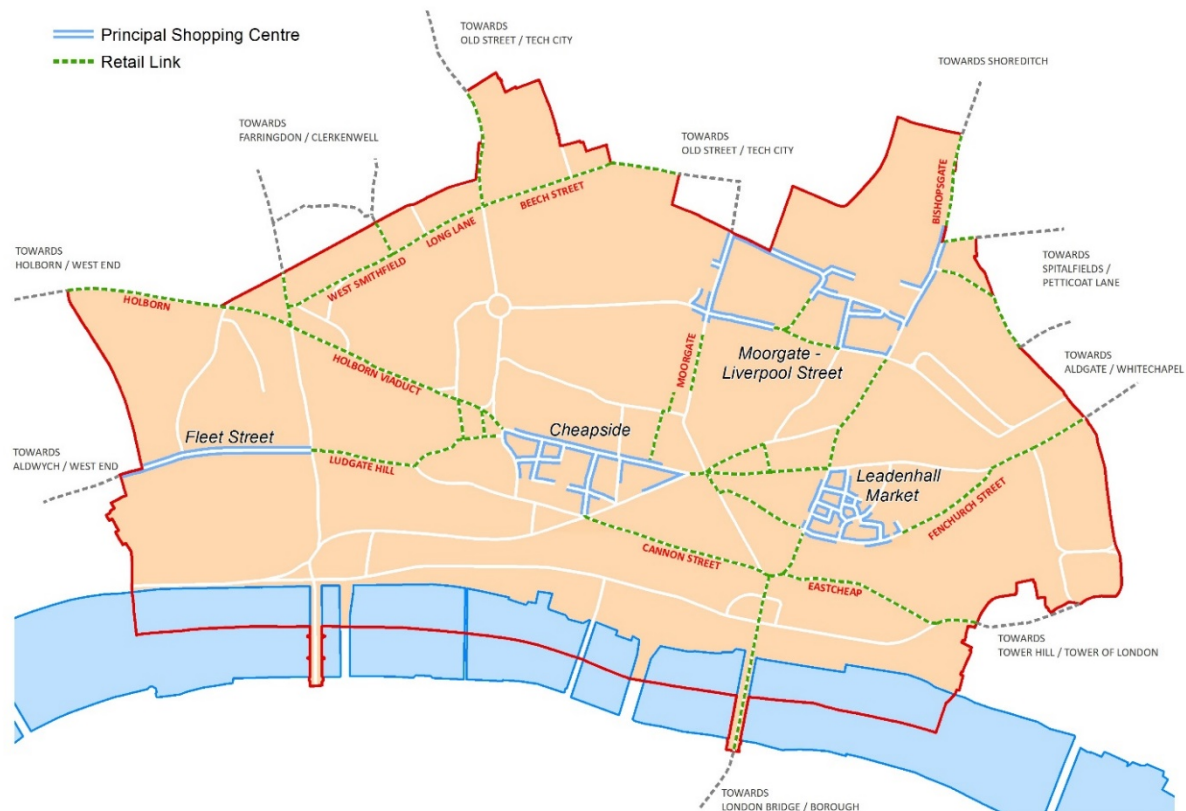 Principal Shopping Centre
Retail Link
TOWARDS
OLD STREET / TECH CITY
TOWARDS SHOREDITCH
TOWARDS
FARRINGDON / CLERKENWELL
TOWARDS
OLD STREET / TECH CITY
BISHOPSGATE
BEECH STREET
LONG LANE
WEST SMITHFIELD
TOWARDS
HOLBORN / WEST END
TOWARDS
SPITALFIELDS /
PETTICOAT LANE
HOLBORN
HOLBORN VIADUCT
MOORGATE
Moorgate -
Liverpool Street
TOWARDS
ALDGATE / WHITECHAPEL
Fleet Street
Cheapside
TOWARDS
ALDWYCH / WEST END
LUDGATE HILL
Leadenhall
Market
FENCHURCH STREET
CANNON STREET
EASTCHEAP
TOWARDS
TOWER HILL / TOWER OF LONDON
TOWARDS
LONDON BRIDGE / BOROUGH